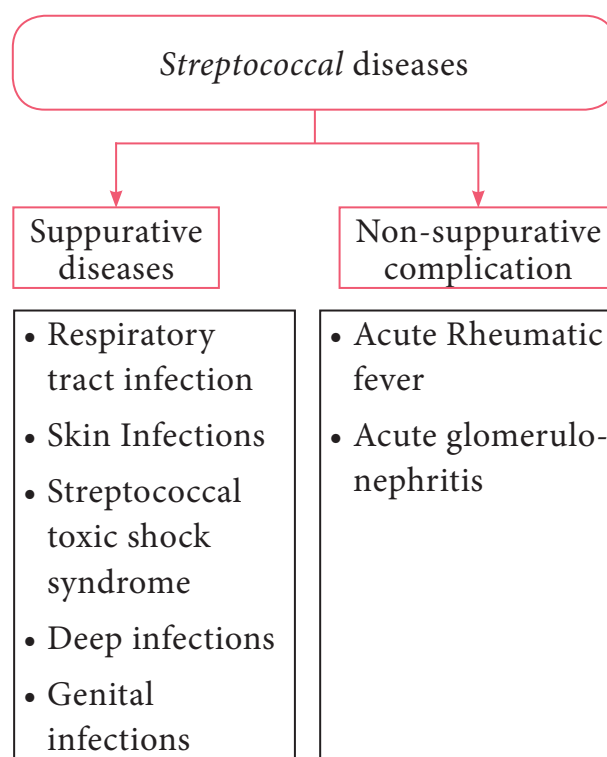 Streptococcal diseases
Suppurative
diseases
Non-suppurative
complication
• Respiratory
tract infection
• Skin Infections
• Streptococcal
toxic shock
syndrome
• Deep infections
• Genital
infections
• Acute Rheumatic
fever
• Acute glomerulo-
nephritis